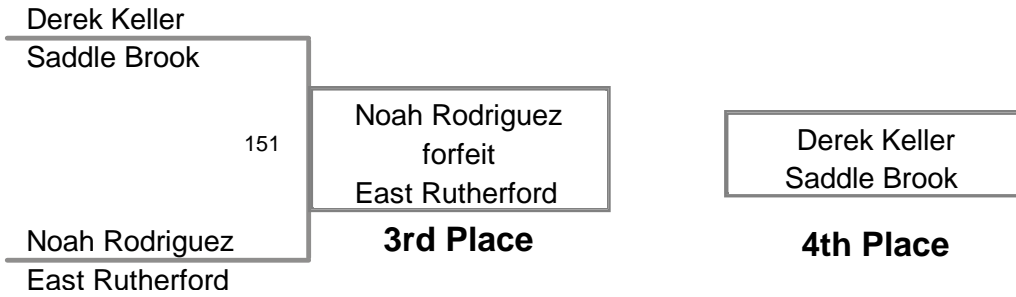 Derek Keller
Saddle Brook
151
Noah Rodriguez
forfeit
East Rutherford
3rd Place
Noah Rodriguez
East Rutherford
Derek Keller
Saddle Brook
4th Place